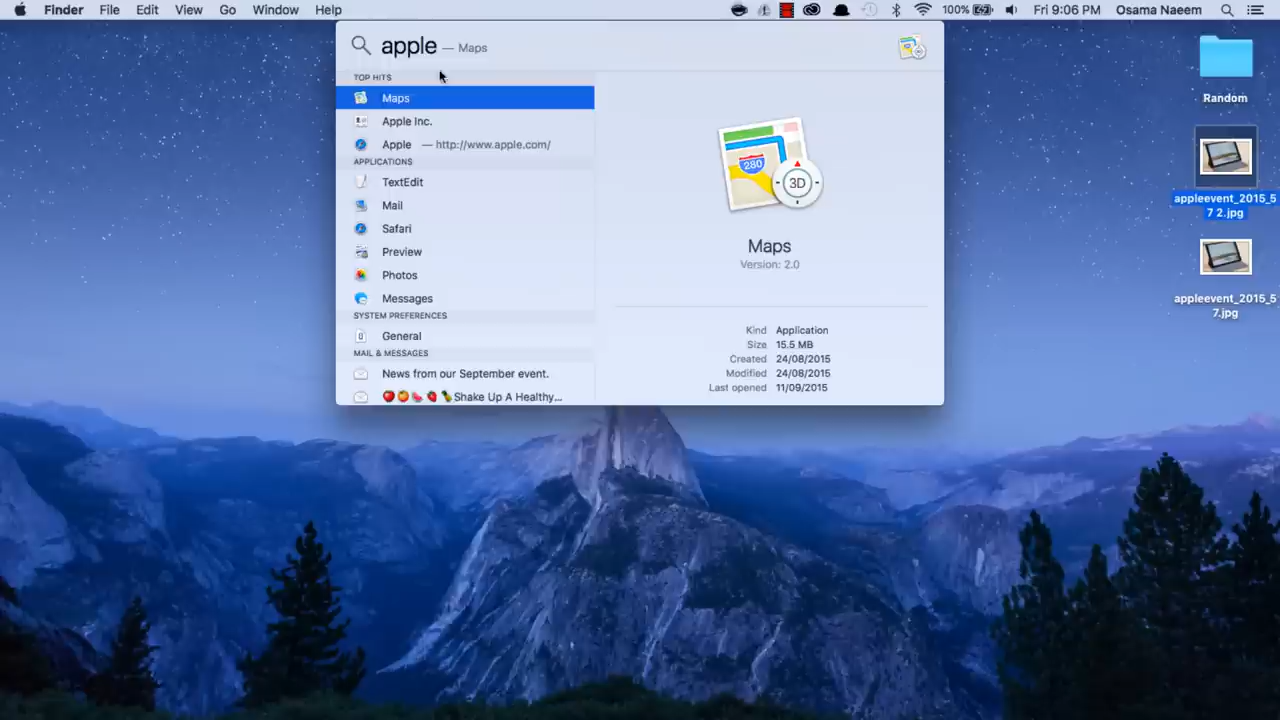 Finder File Edit View Go Window Help 100% Fri 9:06 PM Osama Naeem
apple — Maps
TOP HITS
Maps
Apple Inc.
Apple — http://www.apple.com/
APPLICATIONS
TextEdit
Mail
Safari
Preview
Photos
Messages
SYSTEM PREFERENCES
General
MAIL & MESSAGES
News from our September event.
🍎🍊🍉🍓🍍Shake Up A Healthy...
280
3D
Maps
Version: 2.0
Kind Application
Size 15.5 MB
Created 24/08/2015
Modified 24/08/2015
Last opened 11/09/2015
Random
appleevent_2015_5
7 2.jpg
appleevent_2015_5
7.jpg